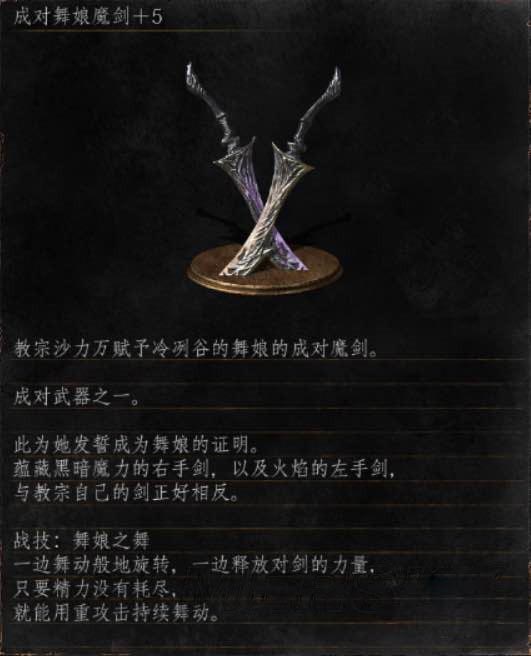 成对舞娘魔剑＋5
教宗沙力万赋予冷冽谷的舞娘的成对魔剑。
成对武器之一。
此为她发誓成为舞娘的证明。
蕴藏黑暗魔力的右手剑，以及火焰的左手剑，
与教宗自己的剑正好相反。
战技：舞娘之舞
一边舞动般地旋转，一边释放对剑的力量，
只要精力没有耗尽，
就能用重攻击持续舞动。